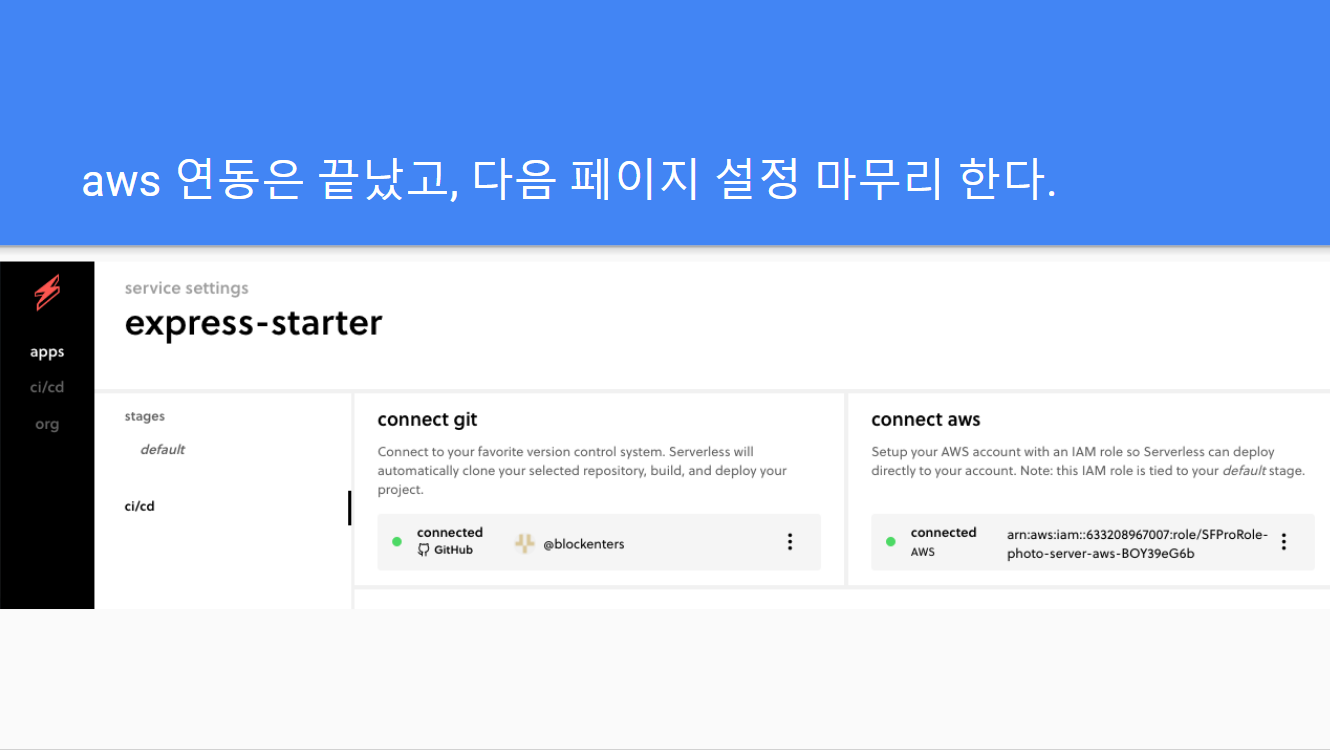 aws 연동은 끝났고, 다음 페이지 설정 마무리 한다.
service settings
express-starter
apps
ci/cd
org
stages
default
ci/cd
connect git
Connect to your favorite version control system. Serverless will
automatically clone your selected repository, build, and deploy your
project.
connected
GitHub
@blockenters
connect aws
Setup your AWS account with an IAM role so Serverless can deploy
directly to your account. Note: this IAM role is tied to your default stage.
connected
AWS
arn:aws:iam::633208967007:role/SFProRole-
photo-server-aws-BOY39eG6b